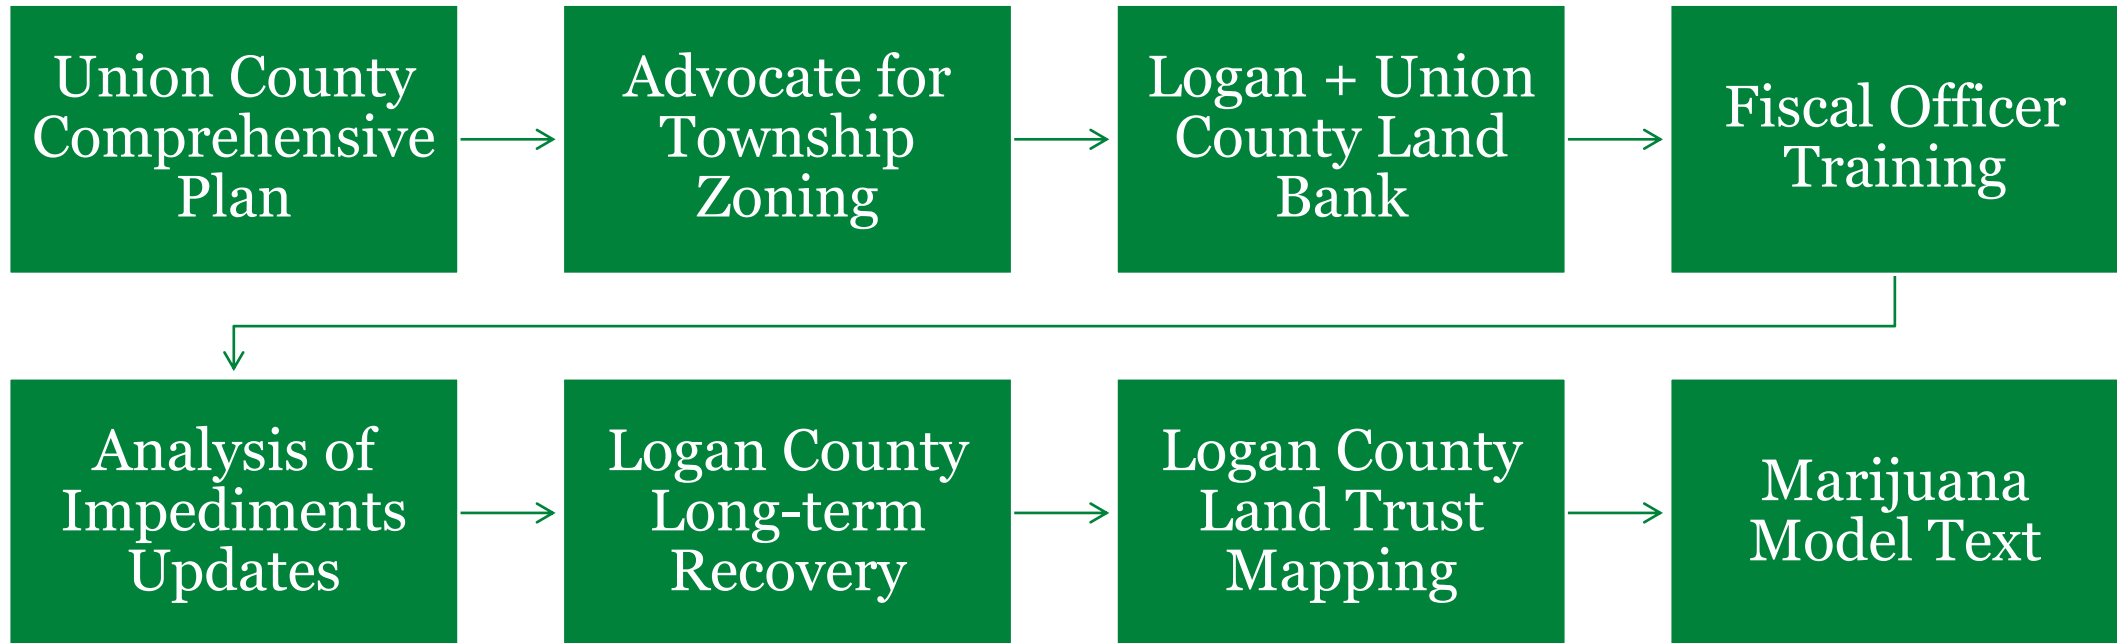 Union County
Comprehensive
Plan
Advocate for
Township
Zoning
Logan + Union
County Land
Bank
Fiscal Officer
Training
Analysis of
Impediments
Updates
Logan County
Long-term
Recovery
Logan County
Land Trust
Mapping
Marijuana
Model Text